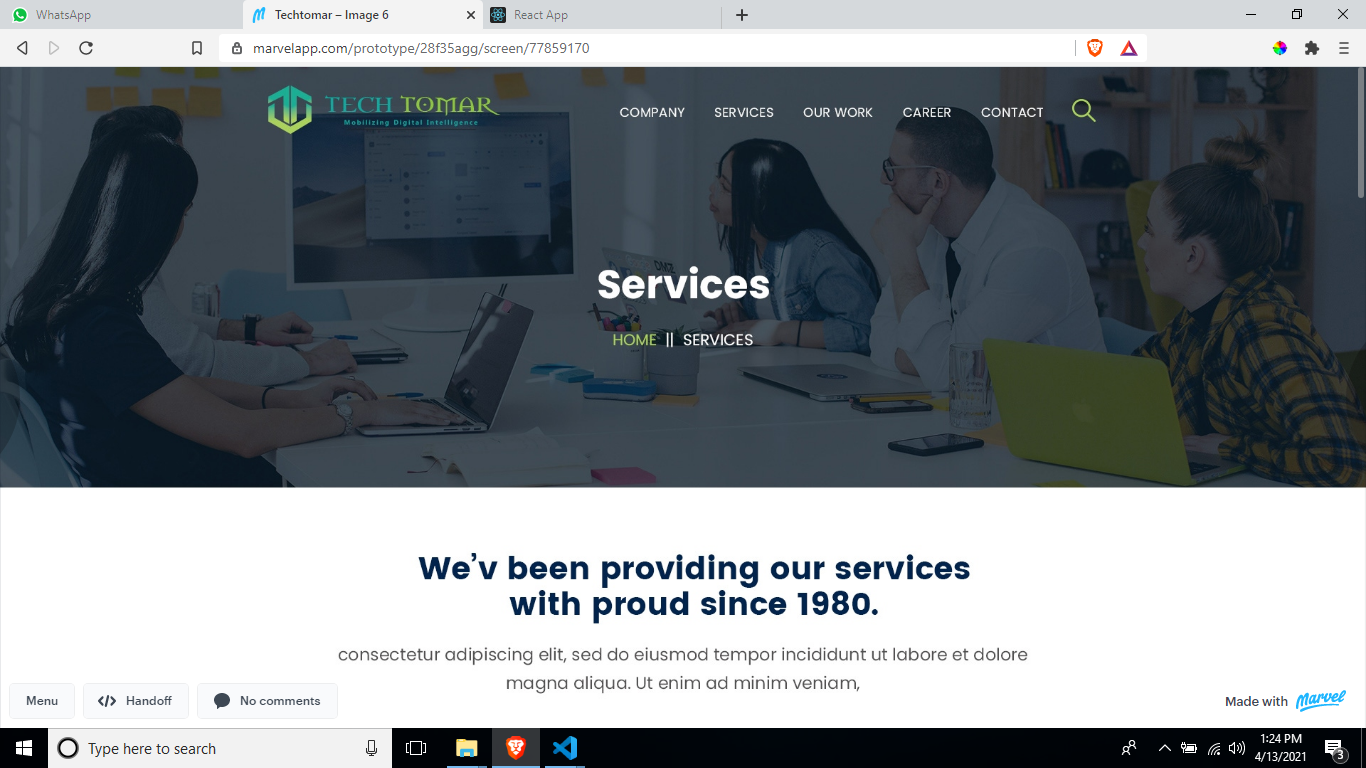 WhatsApp
Techtomar – Image 6
React App
marvelapp.com/prototype/28f35agg/screen/77859170
TECH TOMAR
Mobilizing Digital Intelligence
COMPANY SERVICES OUR WORK CAREER CONTACT
Services
HOME || SERVICES
We’v been providing our services
with proud since 1980.
consectetur adipiscing elit, sed do eiusmod tempor incididunt ut labore et dolore
magna aliqua. Ut enim ad minim veniam,
Menu
Handoff
No comments
Made with Marvel
Type here to search
1:24 PM
4/13/2021
3